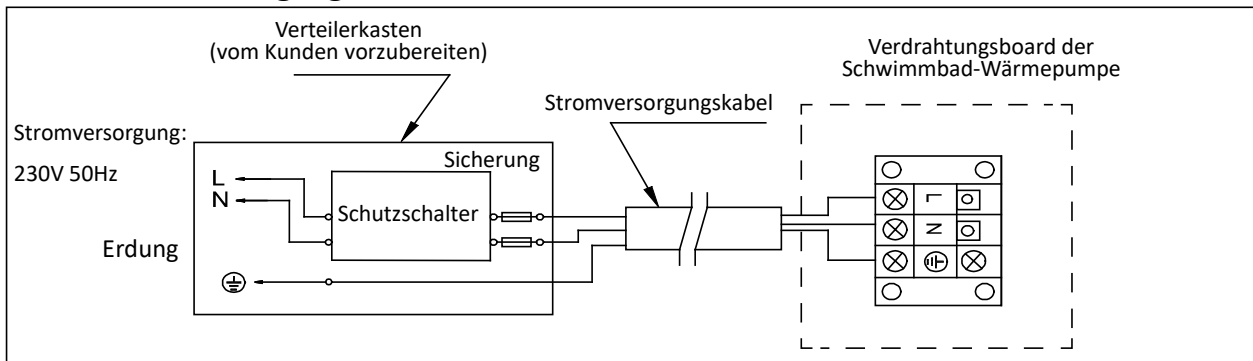 Verteilerkasten
(vom Kunden vorzubereiten)
Verdrahtungsboard der
Schwimmbad-Wärmepumpe
Stromversorgungskabel
Stromversorgung:
230V 50Hz
Sicherung
L
N
Schutzschalter
Erdung
L
N